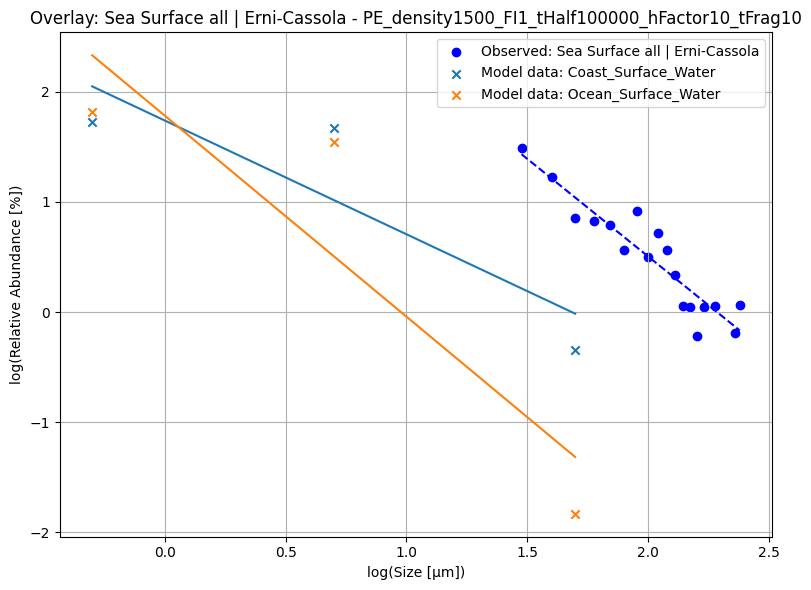 Overlay: Sea Surface all | Erni-Cassola - PE_density1500_FI1_tHalf100000_hFactor10_tFrag10
Observed: Sea Surface all | Erni-Cassola
Model data: Coast_Surface_Water
Model data: Ocean_Surface_Water
log(Relative Abundance [%])
2
1
0
−1
−2
0.0 0.5 1.0 1.5 2.0 2.5
log(Size [µm])